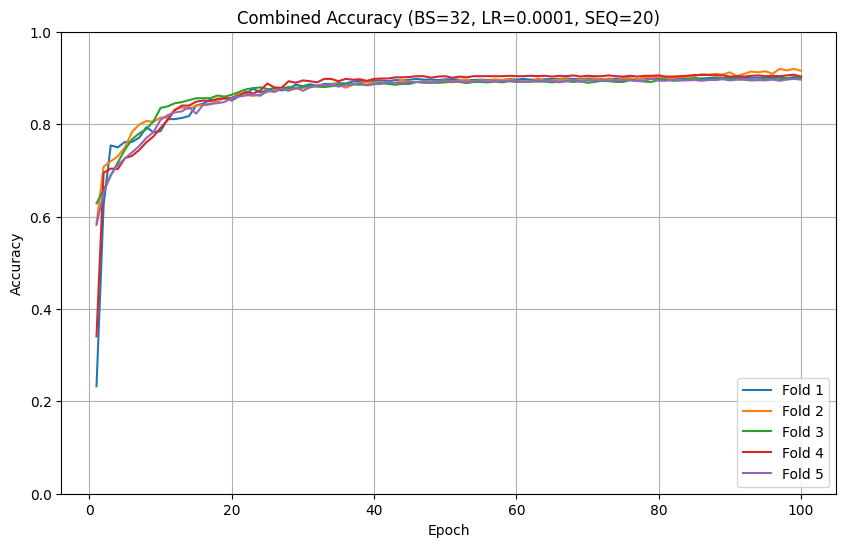 Combined Accuracy (BS=32, LR=0.0001, SEQ=20)
1.0
0.8
0.6
0.4
0.2
0.0
Accuracy
0 20 40 60 80 100
Epoch
Fold 1
Fold 2
Fold 3
Fold 4
Fold 5